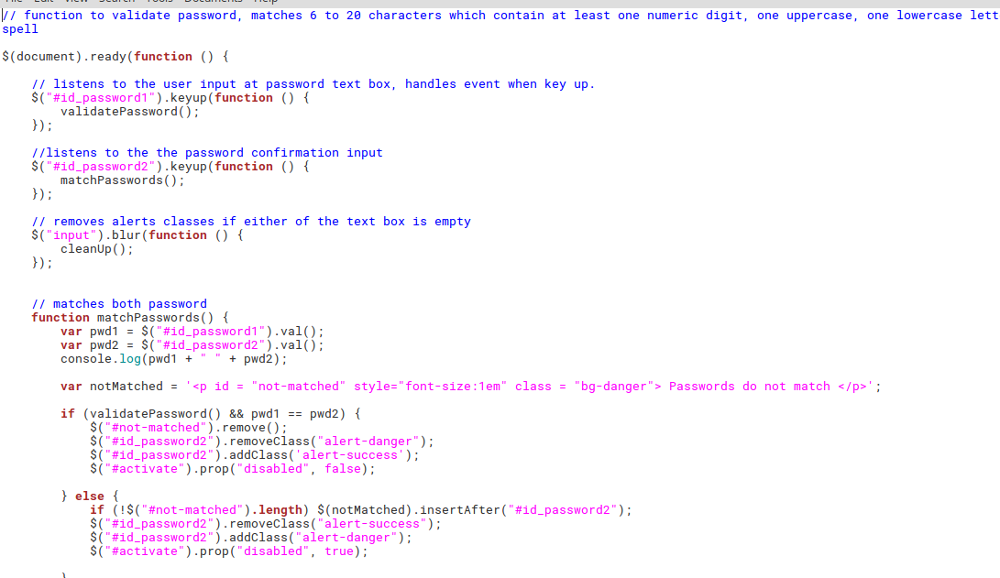 File Edit View Search Tools Documents Help
// function to validate password, matches 6 to 20 characters which contain at least one numeric digit, one uppercase, one lowercase lett
spell
$(document).ready(function () {
    // listens to the user input at password text box, handles event when key up.
    $("#id_password1").keyup(function () {
        validatePassword();
    });
    //listens to the the password confirmation input
    $("#id_password2").keyup(function () {
        matchPasswords();
    });
    // removes alerts classes if either of the text box is empty
    $("input").blur(function () {
        cleanUp();
    });
    // matches both password
    function matchPasswords() {
        var pwd1 = $("#id_password1").val();
        var pwd2 = $("#id_password2").val();
        console.log(pwd1 + " " + pwd2);
        var notMatched = '<p id = "not-matched" style="font-size:1em" class = "bg-danger"> Passwords do not match </p>';
        if (validatePassword() && pwd1 == pwd2) {
            $("#not-matched").remove();
            $("#id_password2").removeClass("alert-danger");
            $("#id_password2").addClass('alert-success');
            $("#activate").prop("disabled", false);
        } else {
            if (!$("#not-matched").length) $(notMatched).insertAfter("#id_password2");
            $("#id_password2").removeClass("alert-success");
            $("#id_password2").addClass("alert-danger");
            $("#activate").prop("disabled", true);
        }